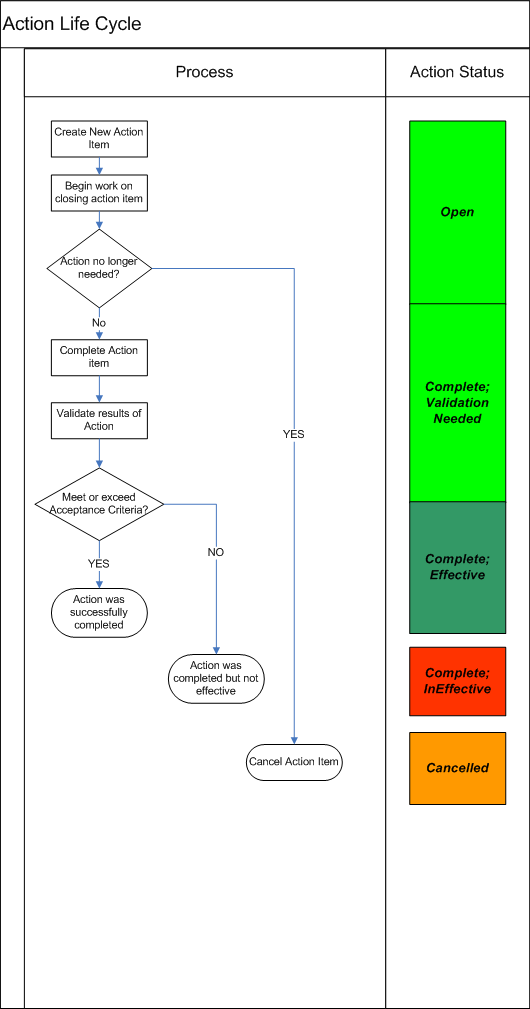 Action Life Cycle
Process
Action Status
Create New Action
Item
Begin work on
closing action item
Open
Action no longer
needed?
No
Complete Action
item
Complete;
Validation
Needed
Validate results of
Action
YES
Meet or exceed
Acceptance Criteria?
NO
YES
Complete;
Effective
Action was
successfully
completed
Action was
completed but not
effective
Complete;
InEffective
Cancel Action Item
Cancelled